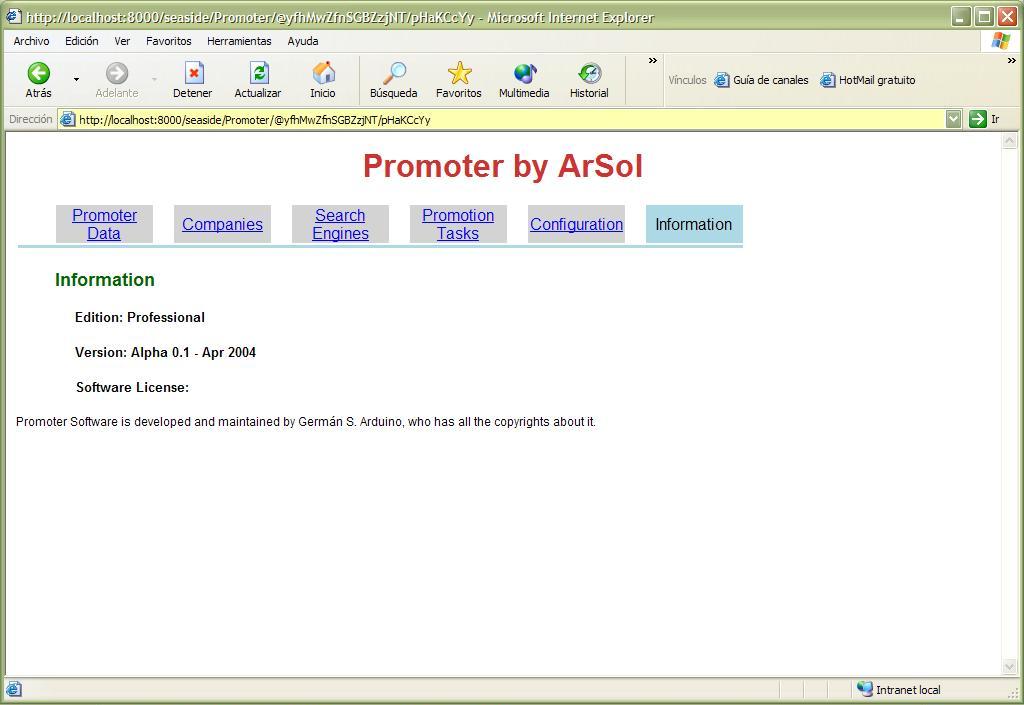 http://localhost:8000/seaside/Promoter/@yfhMwZfnSGBZzjNT/pHaKCcYy - Microsoft Internet Explorer
Archivo Edición Ver Favoritos Herramientas Ayuda
Atrás Adelante Detener Actualizar Inicio Búsqueda Favoritos Multimedia Historial » Vínculos Guía de canales HotMail gratuito »
Dirección http://localhost:8000/seaside/Promoter/@yfhMwZfnSGBZzjNT/pHaKCcYy Ir
Promoter by ArSol
Promoter Data
Companies
Search Engines
Promotion Tasks
Configuration
Information
Information
Edition: Professional
Version: Alpha 0.1 - Apr 2004
Software License:
Promoter Software is developed and maintained by Germán S. Arduino, who has all the copyrights about it.
Intranet local